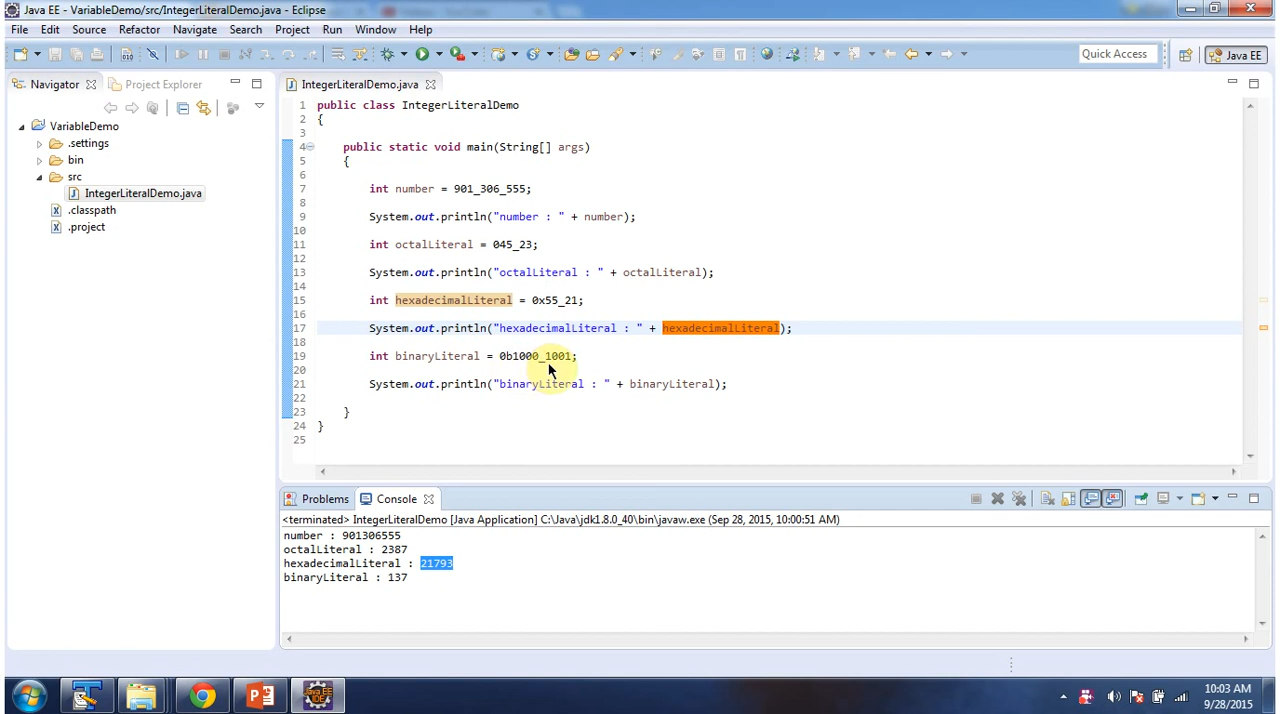 Java EE - VariableDemo/src/IntegerLiteralDemo.java - Eclipse
File Edit Source Refactor Navigate Search Project Run Window Help
Quick Access
Java EE
Navigator
Project Explorer
IntegerLiteralDemo.java
VariableDemo
.settings
bin
src
IntegerLiteralDemo.java
.classpath
.project
1 public class IntegerLiteralDemo
2 {
3
4 public static void main(String[] args)
5 {
6
7 int number = 901_306_555;
8
9 System.out.println("number : " + number);
10
11 int octalLiteral = 045_23;
12
13 System.out.println("octalLiteral : " + octalLiteral);
14
15 int hexadecimalLiteral = 0x55_21;
16
17 System.out.println("hexadecimalLiteral : " + hexadecimalLiteral);
18
19 int binaryLiteral = 0b1000_1001;
20
21 System.out.println("binaryLiteral : " + binaryLiteral);
22
23 }
24 }
25
Problems Console
<terminated> IntegerLiteralDemo [Java Application] C:\Java\jdk1.8.0_40\bin\javaw.exe (Sep 28, 2015, 10:00:51 AM)
number : 901306555
octalLiteral : 2387
hexadecimalLiteral : 21793
binaryLiteral : 137
Java EE
IDE
10:03 AM
9/28/2015